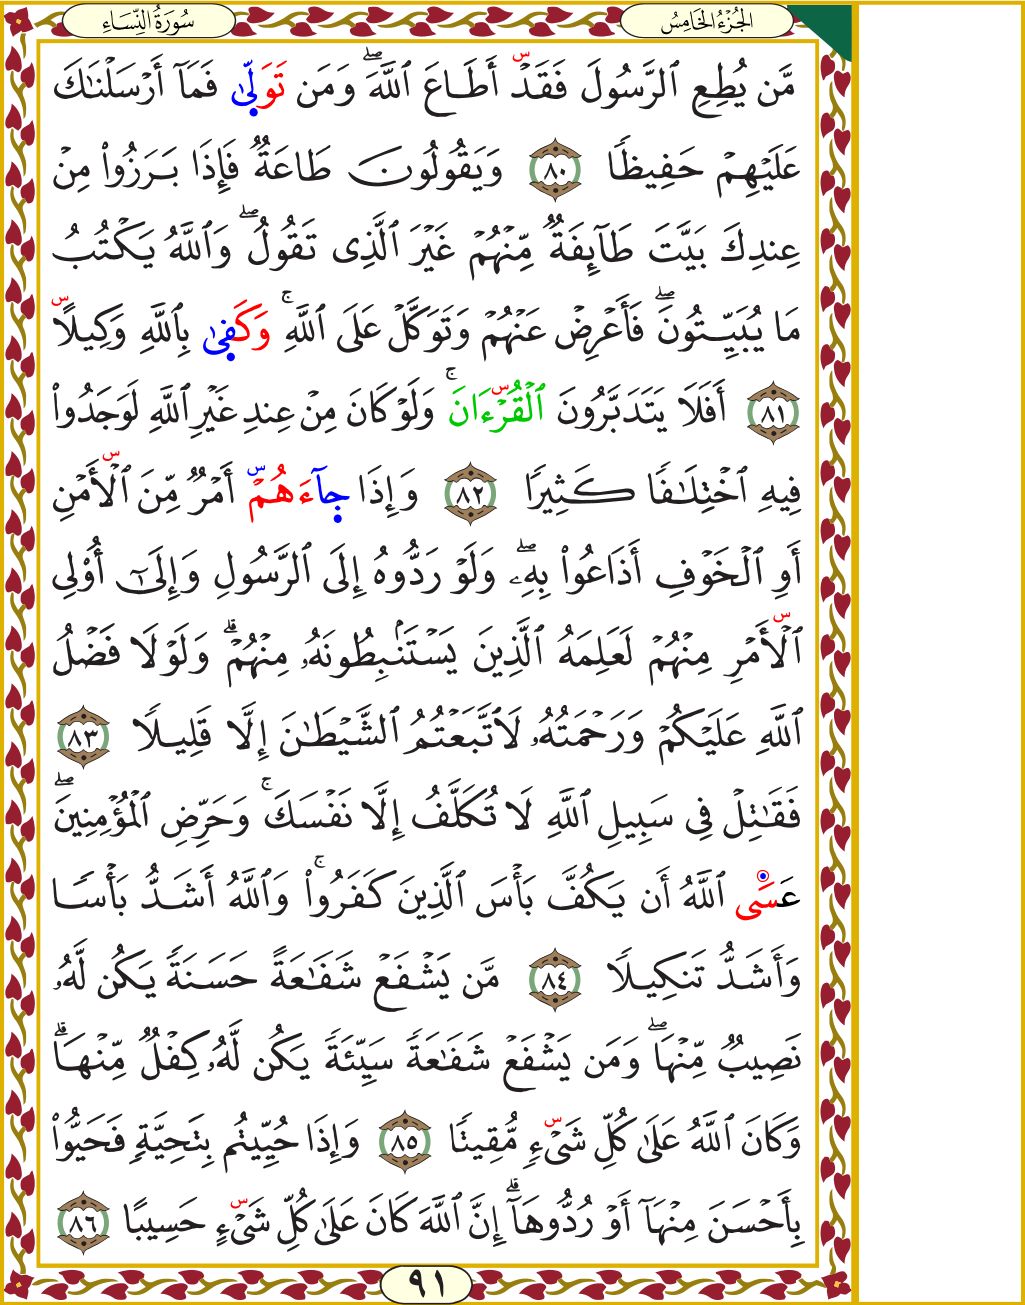 الجُزْءُ الخَامِسُ
سُورَةُ النِّسَاءِ
مَّن يُطِعِ ٱلرَّسُولَ فَقَدْ أَطَاعَ ٱللَّهَۖ وَمَن تَوَلَّىٰ فَمَآ أَرْسَلْنَٰكَ
عَلَيْهِمْ حَفِيظًا ٨٠ وَيَقُولُونَ طَاعَةٌ فَإِذَا بَرَزُواْ مِنْ
عِندِكَ بَيَّتَ طَآئِفَةٌ مِّنْهُمْ غَيْرَ ٱلَّذِى تَقُولُۖ وَٱللَّهُ يَكْتُبُ
مَا يُبَيِّتُونَۖ فَأَعْرِضْ عَنْهُمْ وَتَوَكَّلْ عَلَى ٱللَّهِۚ وَكَفَىٰ بِٱللَّهِ وَكِيلًا
٨١ أَفَلَا يَتَدَبَّرُونَ ٱلْقُرْءَانَۚ وَلَوْ كَانَ مِنْ عِندِ غَيْرِ ٱللَّهِ لَوَجَدُواْ
فِيهِ ٱخْتِلَٰفًا كَثِيرًا ٨٢ وَإِذَا جَآءَهُمْ أَمْرٌ مِّنَ ٱلْأَمْنِ
أَوِ ٱلْخَوْفِ أَذَاعُواْ بِهِۦۖ وَلَوْ رَدُّوهُ إِلَى ٱلرَّسُولِ وَإِلَىٰٓ أُوْلِى
ٱلْأَمْرِ مِنْهُمْ لَعَلِمَهُ ٱلَّذِينَ يَسْتَنۢبِطُونَهُۥ مِنْهُمْۗ وَلَوْلَا فَضْلُ
ٱللَّهِ عَلَيْكُمْ وَرَحْمَتُهُۥ لَٱتَّبَعْتُمُ ٱلشَّيْطَٰنَ إِلَّا قَلِيلًا ٨٣
فَقَٰتِلْ فِى سَبِيلِ ٱللَّهِ لَا تُكَلَّفُ إِلَّا نَفْسَكَۚ وَحَرِّضِ ٱلْمُؤْمِنِينَۖ
عَسَى ٱللَّهُ أَن يَكُفَّ بَأْسَ ٱلَّذِينَ كَفَرُواْۚ وَٱللَّهُ أَشَدُّ بَأْسًا
وَأَشَدُّ تَنكِيلًا ٨٤ مَّن يَشْفَعْ شَفَٰعَةً حَسَنَةً يَكُن لَّهُۥ
نَصِيبٌ مِّنْهَاۖ وَمَن يَشْفَعْ شَفَٰعَةً سَيِّئَةً يَكُن لَّهُۥ كِفْلٌ مِّنْهَاۗ
وَكَانَ ٱللَّهُ عَلَىٰ كُلِّ شَىْءٍ مُّقِيتًا ٨٥ وَإِذَا حُيِّيتُم بِتَحِيَّةٍ فَحَيُّواْ
بِأَحْسَنَ مِنْهَآ أَوْ رُدُّوهَآۗ إِنَّ ٱللَّهَ كَانَ عَلَىٰ كُلِّ شَىْءٍ حَسِيبًا ٨٦
٩١